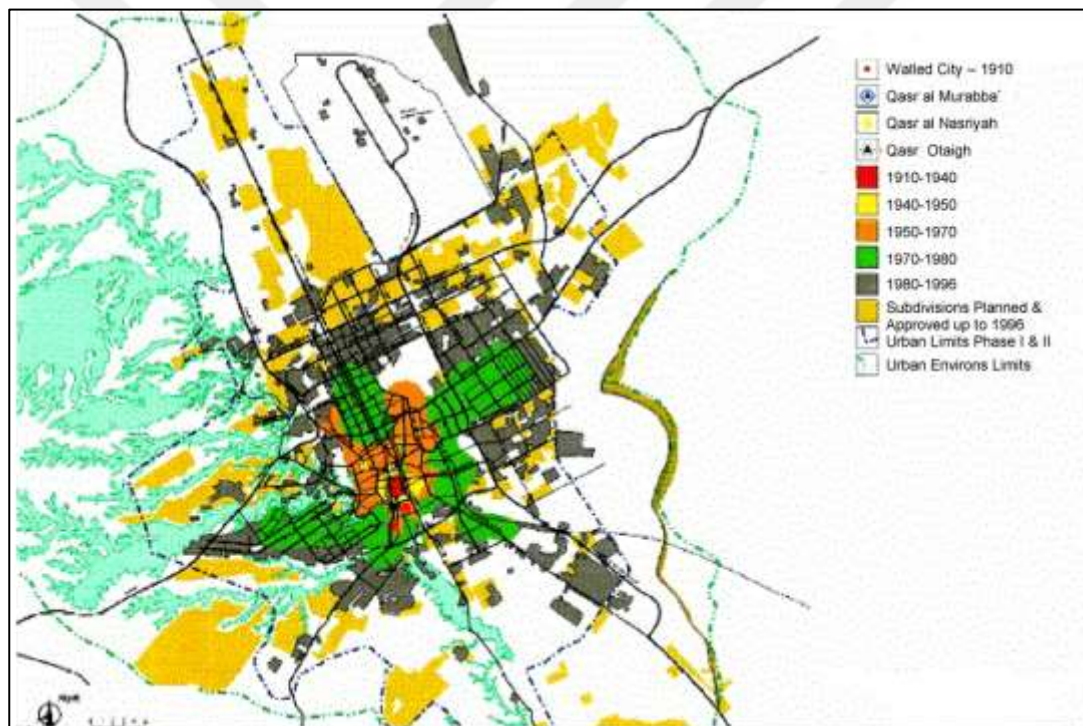 Walled City – 1910
Qasr al Murabba'
Qasr al Nasriyah
Qasr Otaigh
1910-1940
1940-1950
1950-1970
1970-1980
1980-1996
Subdivisions Planned &
Approved up to 1996
Urban Limits Phase I & II
Urban Environs Limits